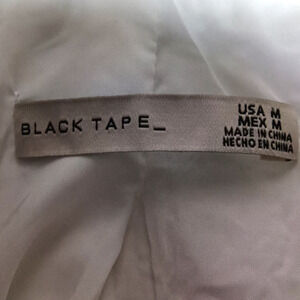 BLACK TAPE_
USA M
MEX M
MADE IN CHINA
HECHO EN CHINA